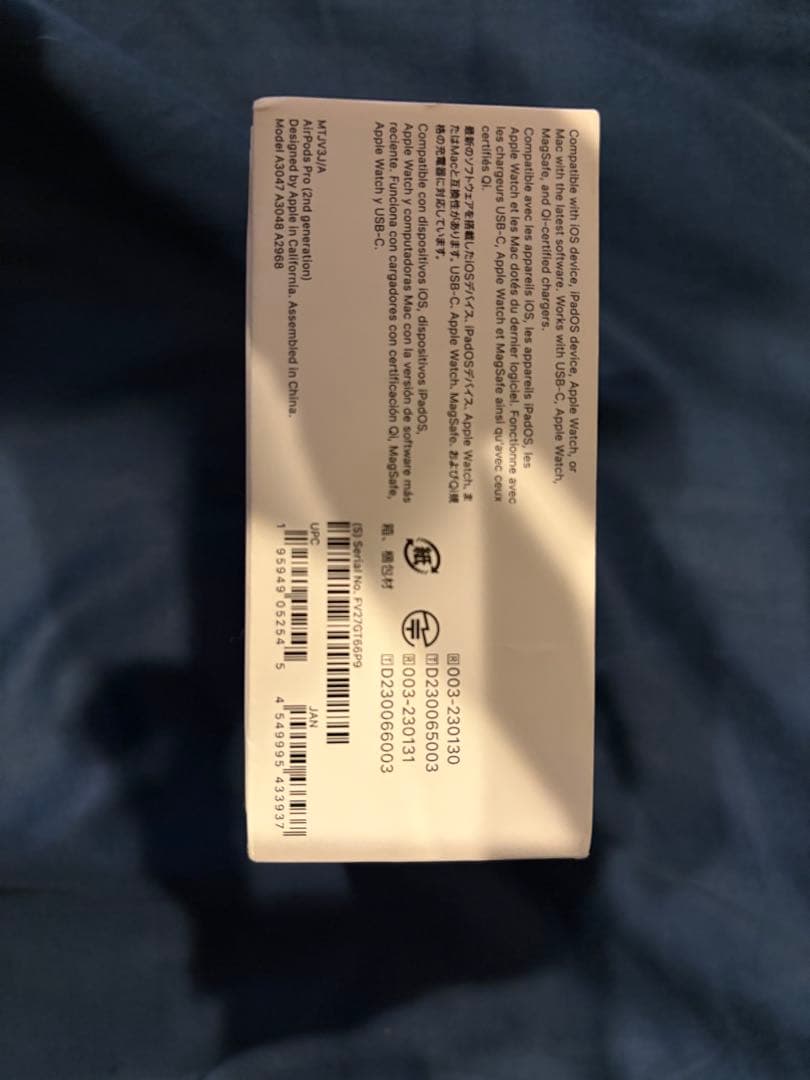 Compatible with iOS device, iPadOS device, Apple Watch, or
Mac with the latest software. Works with USB-C, Apple Watch,
MagSafe, and Qi-certified chargers.
Compatible avec les appareils iOS, les appareils iPadOS, les
Apple Watch et les Mac dotés du dernier logiciel. Fonctionne avec
les chargeurs USB-C, Apple Watch et MagSafe ainsi qu'avec ceux
certifiés Qi.
最新のソフトウェアを搭載したiOSデバイス、iPadOSデバイス、Apple Watch、ま
たはMacと互換性があります。USB-C、Apple Watch、MagSafe、およびQi規
格の充電器に対応しています。
Compatible con dispositivos iOS, dispositivos iPadOS,
Apple Watch y computadoras Mac con la versión de software más
reciente. Funciona con cargadores con certificación Qi, MagSafe,
Apple Watch y USB-C.
MTJV3J/A
AirPods Pro (2nd generation)
Designed by Apple in California. Assembled in China.
Model A3047 A3048 A2968
紙
箱、梱包材
R 003-230130
T D230065003
R 003-230131
T D230066003
(S) Serial No. FV27GT66P9
UPC
1 95949 05254 5
JAN
4 549995 433937